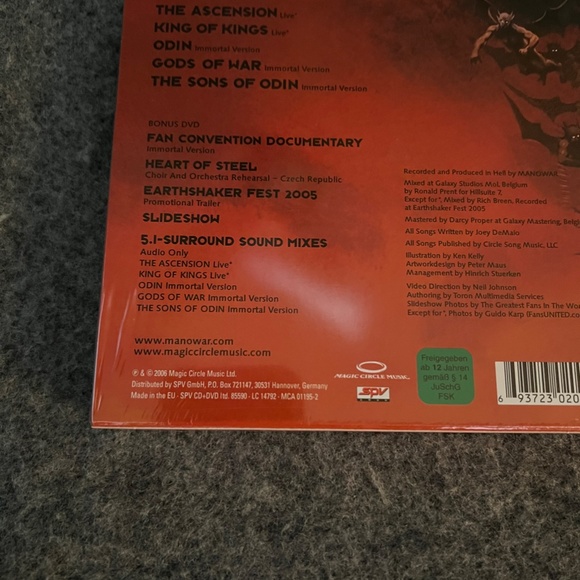 THE ASCENSION Live*
KING OF KINGS Live*
ODIN Immortal Version
GODS OF WAR Immortal Version
THE SONS OF ODIN Immortal Version
BONUS DVD
FAN CONVENTION DOCUMENTARY
Immortal Version
HEART OF STEEL
Choir And Orchestra Rehearsal - Czech Republic
EARTHSHAKER FEST 2005
Promotional Trailer
SLIDESHOW
5.1-SURROUND SOUND MIXES
Audio Only
THE ASCENSION Live*
KING OF KINGS Live*
ODIN Immortal Version
GODS OF WAR Immortal Version
THE SONS OF ODIN Immortal Version
www.manowar.com
www.magiccirclemusic.com
℗ & © 2006 Magic Circle Music Ltd.
Distributed by SPV GmbH, P.O. Box 721147, 30531 Hannover, Germany
Made in the EU · SPV CD+DVD ltd. 85590 · LC 14792 · MCA 01195-2
Recorded and Produced in Hell by MANOWAR
Mixed at Galaxy Studios Mol, Belgium
by Ronald Prent for Hillsuite 7,
Except for*, Mixed by Rich Breen, Recorded
at Earthshaker Fest 2005
Mastered by Darcy Proper at Galaxy Mastering,
All Songs Written by Joey DeMaio
All Songs Published by Circle Song Music, LLC
Illustration by Ken Kelly
Artworkdesign by Peter Maus
Management by Hinrich Stuerken
Video Direction by Neil Johnson
Authoring by Toron Multimedia Services
Slideshow Photos by The Greatest Fans In The
Except for*, Photos by Guido Karp (FansUNITED.co
MAGIC CIRCLE MUSIC
SPV
Freigegeben
ab 12 Jahren
gemäß § 14
JuSchG
FSK
6 93723 020